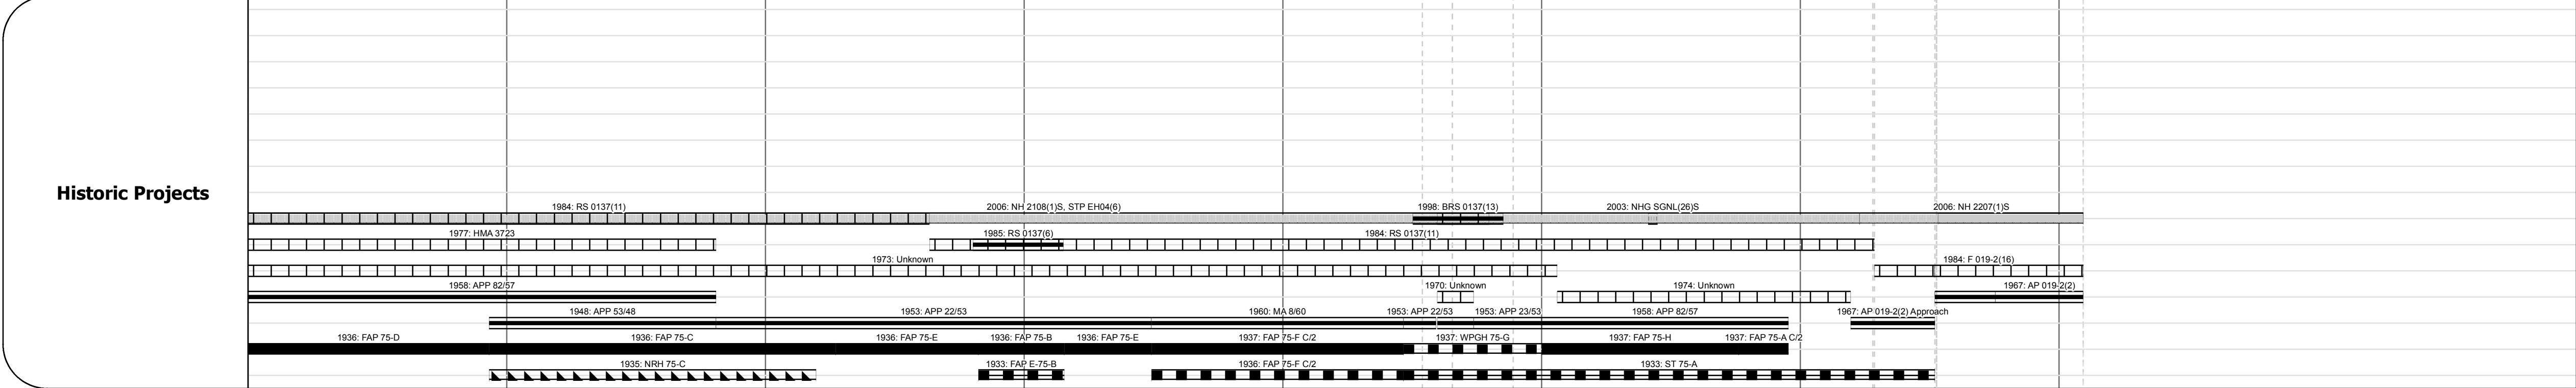 Historic Projects
1984: RS 0137(11) 2006: NH 2108(1)S, STP EH04(6) 1998: BRS 0137(13) 2003: NHG SGNL(26)S 2006: NH 2207(1)S
1977: HMA 3723 1985: RS 0137(6) 1984: RS 0137(11)
1973: Unknown 1984: F 019-2(16)
1958: APP 82/57 1970: Unknown 1974: Unknown 1967: AP 019-2(2)
1948: APP 53/48 1953: APP 22/53 1960: MA 8/60 1953: APP 22/53 1953: APP 23/53 1958: APP 82/57 1967: AP 019-2(2) Approach
1936: FAP 75-D 1936: FAP 75-C 1936: FAP 75-E 1936: FAP 75-B 1936: FAP 75-E 1937: FAP 75-F C/2 1937: WPGH 75-G 1937: FAP 75-H 1937: FAP 75-A C/2
1935: NRH 75-C 1933: FAP E-75-B 1936: FAP 75-F C/2 1933: ST 75-A